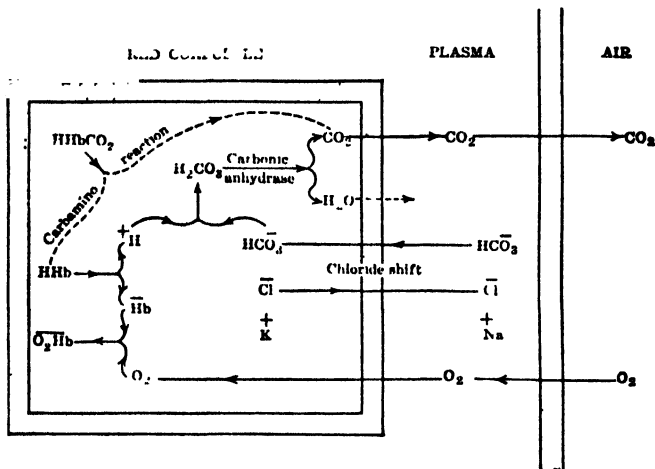 PLASMA AIR
HHbCO₂
reaction
Carbamino
CO₂ CO₂ CO₂
H₂CO₃ Carbonic
anhydrase
H₂O
H⁺ HCO₃⁻ HCO₃⁻
Chloride shift
HHb
Cl⁻ Cl⁻
Hb⁻
K⁺ Na⁺
O₂Hb⁻
O₂ O₂ O₂